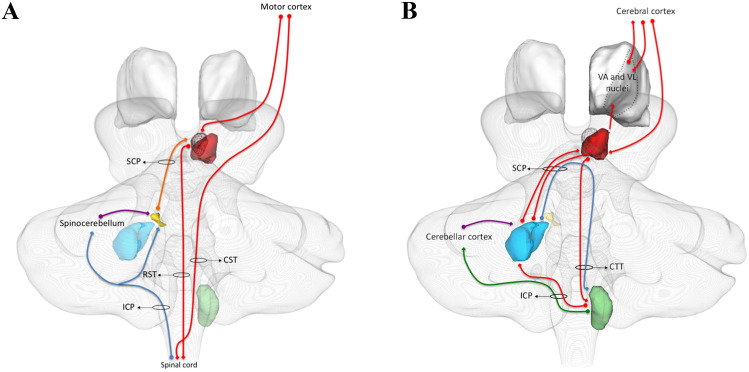 A
Motor cortex
SCP
Spinocerebellum
RST
CST
ICP
Spinal cord
B
Cerebral cortex
VA and VL
nuclei
SCP
Cerebellar cortex
CTT
ICP